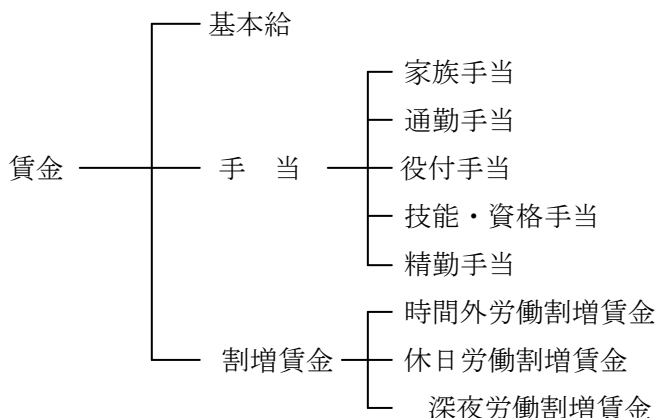 基本給
家族手当
通勤手当
賃金
手　当
役付手当
技能・資格手当
精勤手当
時間外労働割増賃金
割増賃金
休日労働割増賃金
深夜労働割増賃金